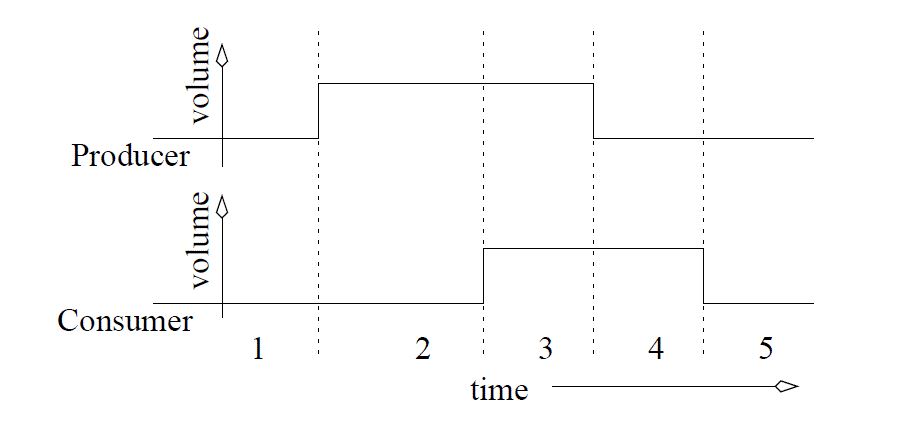 volume
Producer
volume
Consumer
1 2 3 4 5
time